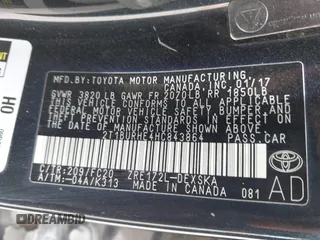 MFD.BY:TOYOTA MOTOR MANUFACTURING,
CANADA, INC. 01/17
GVWR 3820 LB GAWR FR 2020LB RR 1850LB
THIS VEHICLE CONFORMS TO ALL APPLICABLE
FEDERAL MOTOR VEHICLE SAFETY, BUMPER, AND
THEFT PREVENTION STANDARDS IN EFFECT ON THE
DATE OF MANUFACTURE SHOWN ABOVE.
2T1BURHE4HC843864 PASS.CAR
C/TR:209/FC20 ZRE172L-DEXSKA
A/TM:-04A/K313 MADE IN CANADA 081
AD
HO
DREAMBID